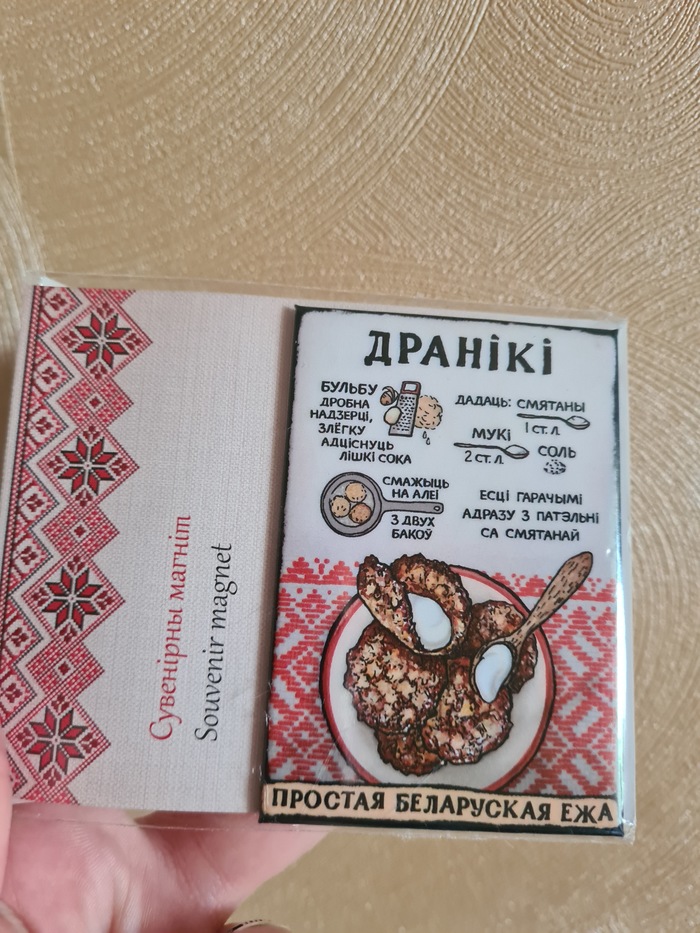 Сувенірны магніт
Souvenir magnet
ДРАНІКІ
БУЛЬБУ
ДРОБНА
НАДЗЕРЦІ,
ЗЛЁГКУ
АДЦІСНУЦЬ
ЛІШКІ СОКА
ДАДАЦЬ: СМЯТАНЫ
1 СТ. Л.
МУКІ
2 СТ. Л.
СОЛЬ
СМАЖЫЦЬ
НА АЛЕІ
З ДВУХ
БАКОЎ
ЕСЦІ ГАРАЧЫМІ
АДРАЗУ З ПАТЭЛЬНІ
СА СМЯТАНАЙ
ПРОСТАЯ БЕЛАРУСКАЯ ЕЖА